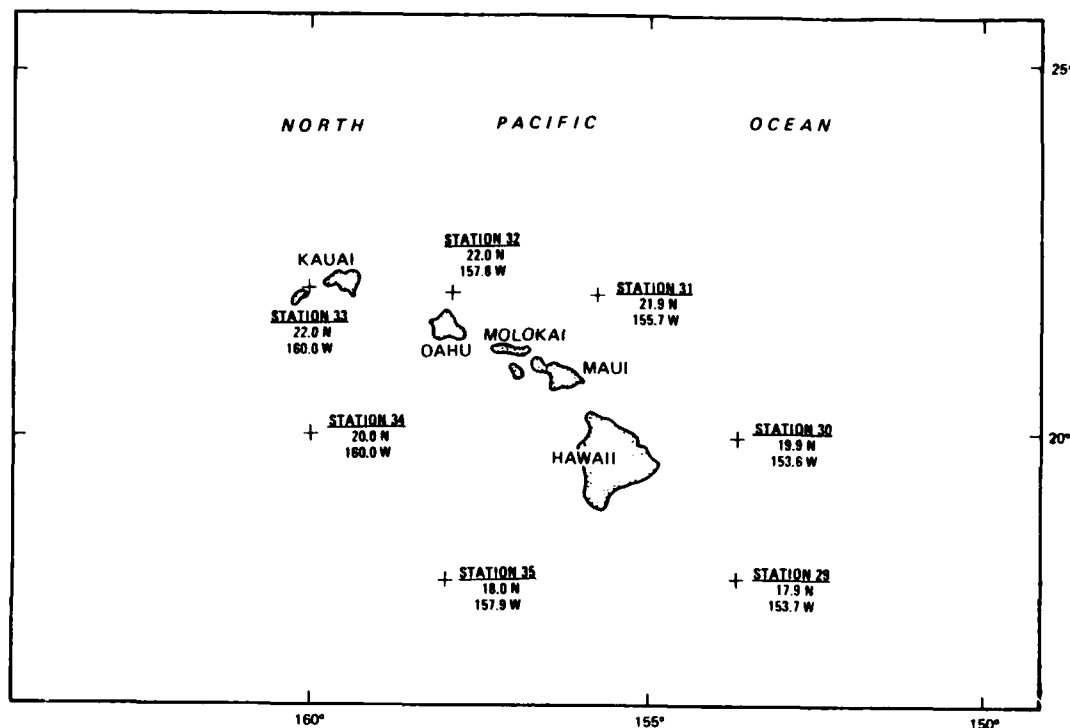 NORTH PACIFIC OCEAN
25°
STATION 32
22.0 N
157.8 W
KAUAI
STATION 31
21.9 N
155.7 W
STATION 33
22.0 N
160.0 W
OAHU
MOLOKAI
MAUI
STATION 34
20.0 N
160.0 W
STATION 30
19.9 N
153.6 W
20°
HAWAII
STATION 35
18.0 N
157.9 W
STATION 29
17.9 N
153.7 W
160° 155° 150°